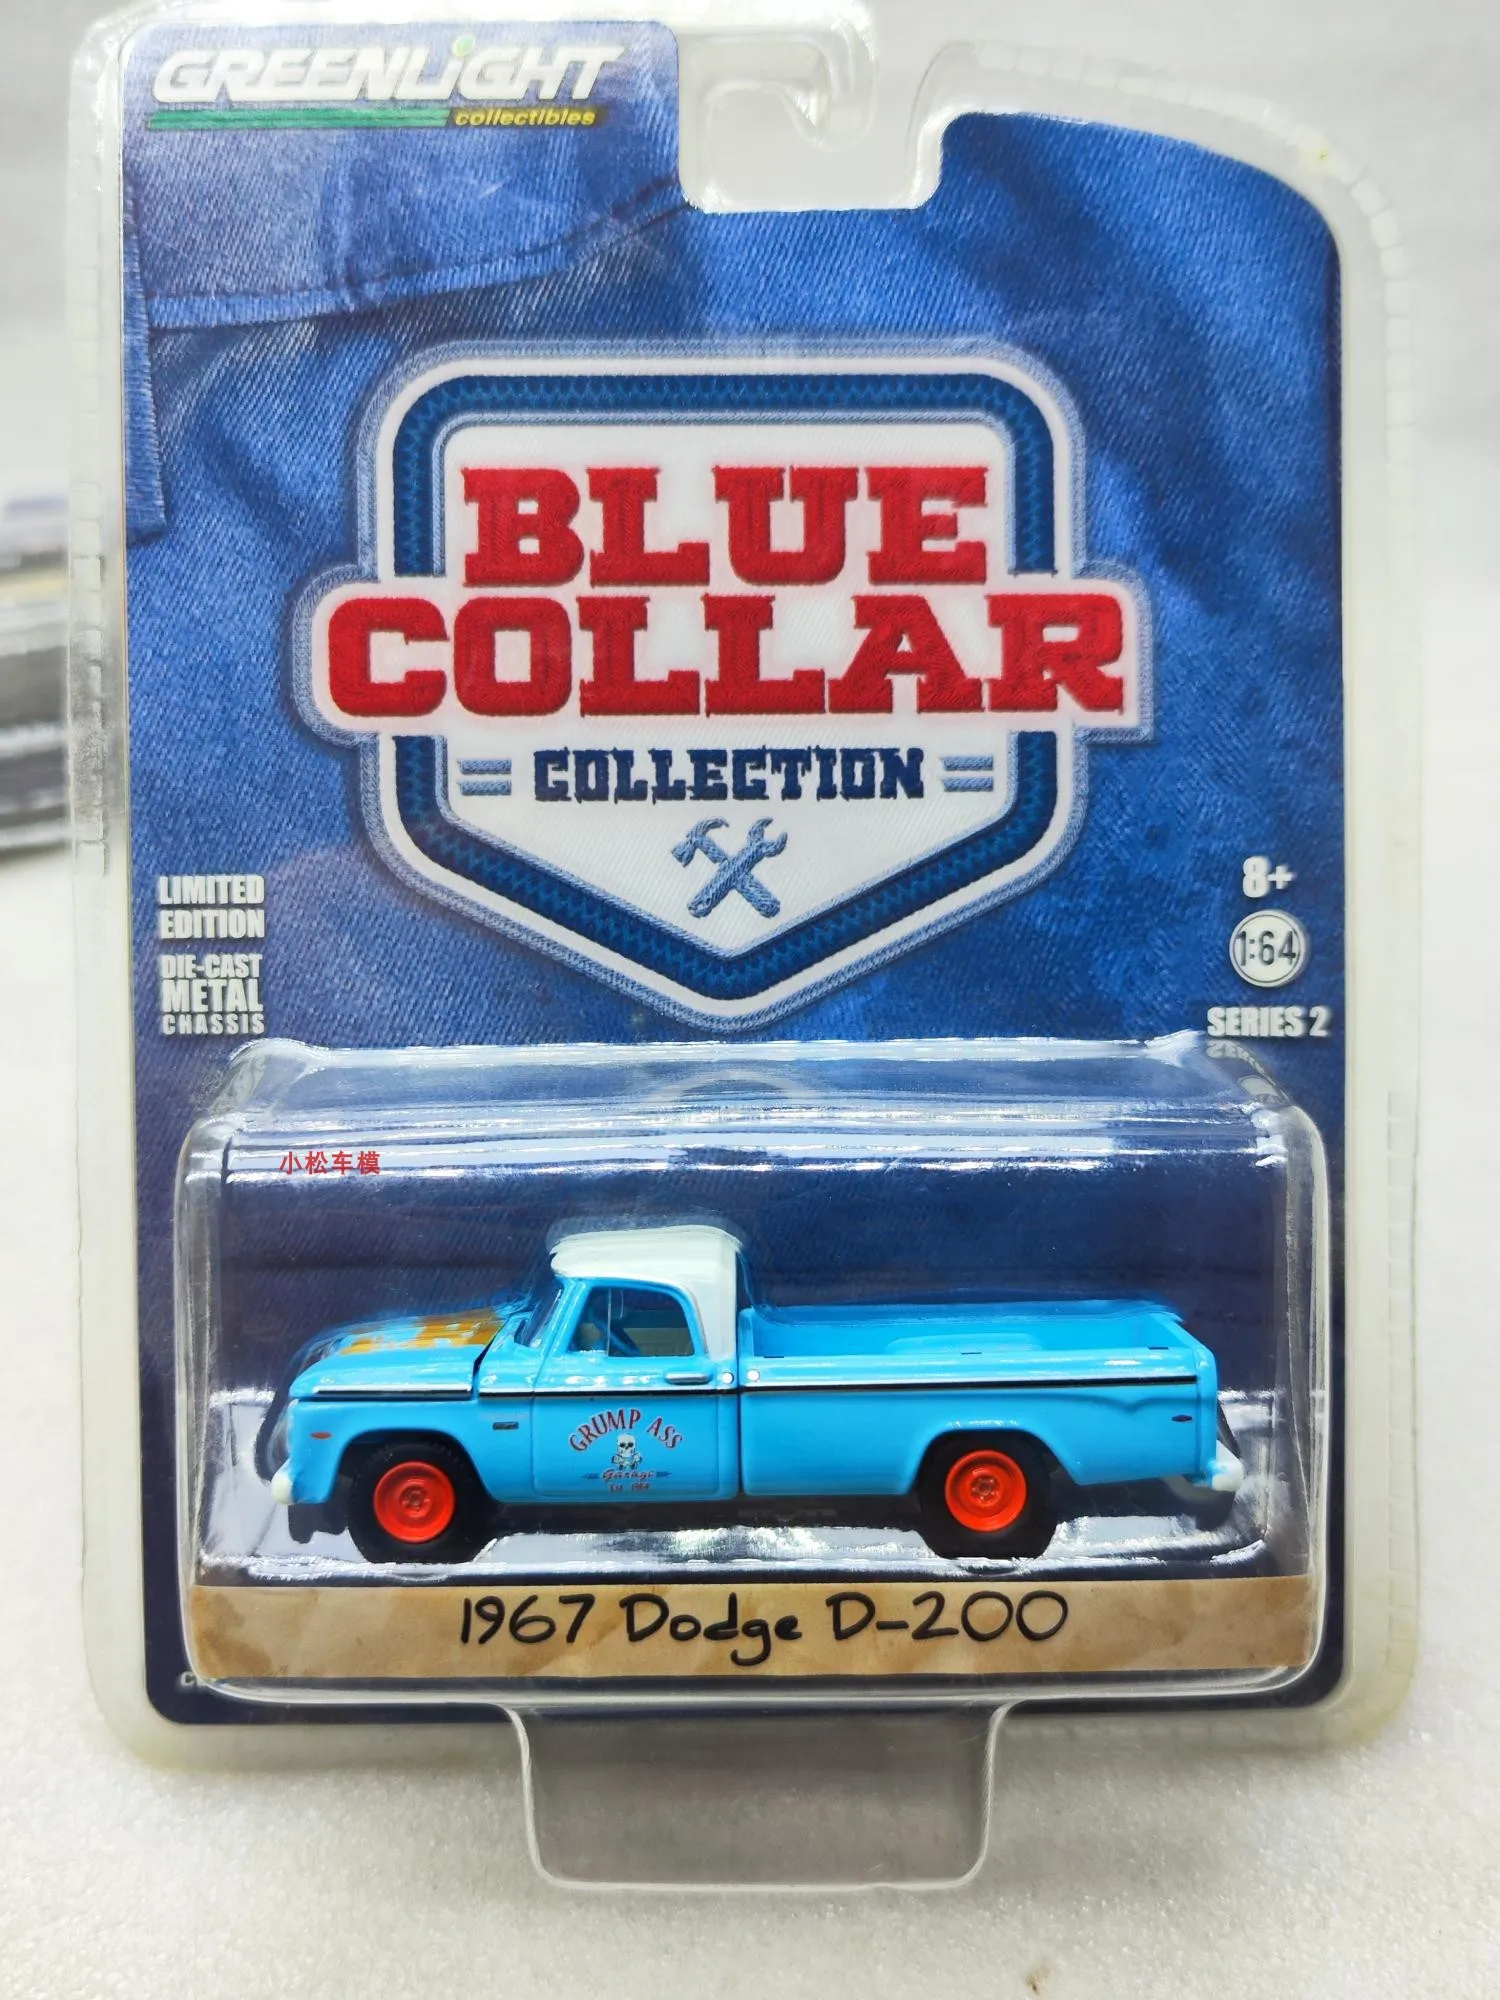 GREENLIGHT
collectibles
BLUE
COLLAR
COLLECTION
LIMITED
EDITION
DIE-CAST
METAL
CHASSIS
8+
1:64
SERIES 2
小松车模
GRUMP ASS
Garage
1967 Dodge D-200